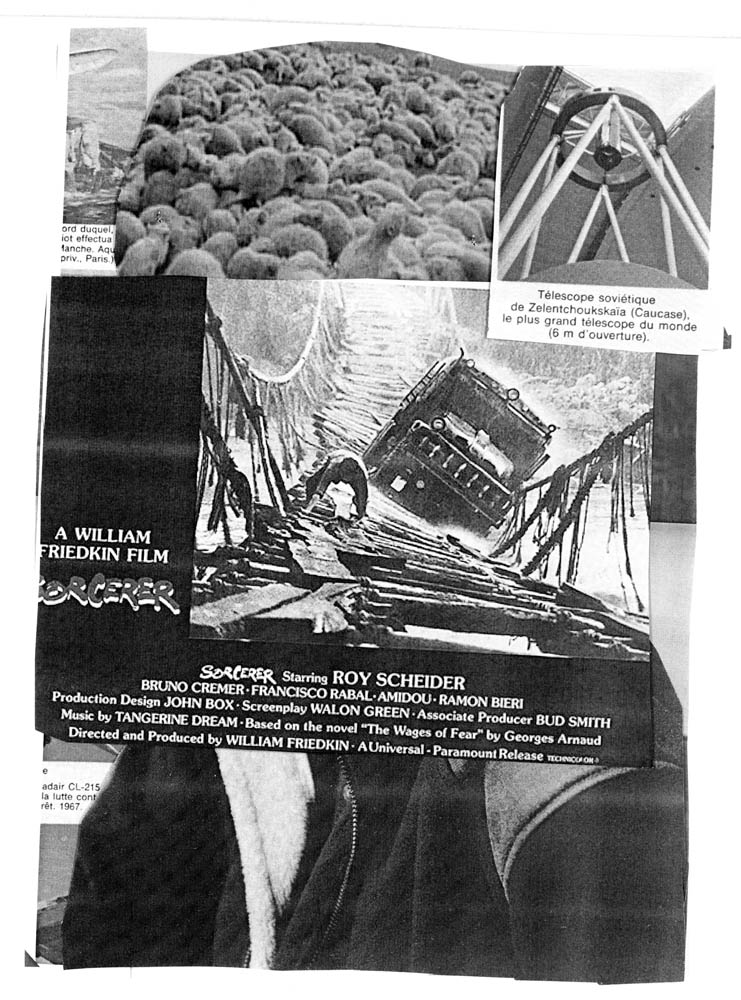 ord duquel,
iot effectua
Manche. Aqu
priv., Paris.)
Télescope soviétique
de Zelentchoukskaïa (Caucase),
le plus grand télescope du monde
(6 m d'ouverture).
A WILLIAM
FRIEDKIN FILM
SORCERER
SORCERER Starring ROY SCHEIDER
BRUNO CREMER · FRANCISCO RABAL · AMIDOU · RAMON BIERI
Production Design JOHN BOX · Screenplay WALON GREEN · Associate Producer BUD SMITH
Music by TANGERINE DREAM · Based on the novel "The Wages of Fear" by Georges Arnaud
Directed and Produced by WILLIAM FRIEDKIN · A Universal - Paramount Release TECHNICOLOR®
e
adair CL-215
la lutte cont
rêt. 1967.